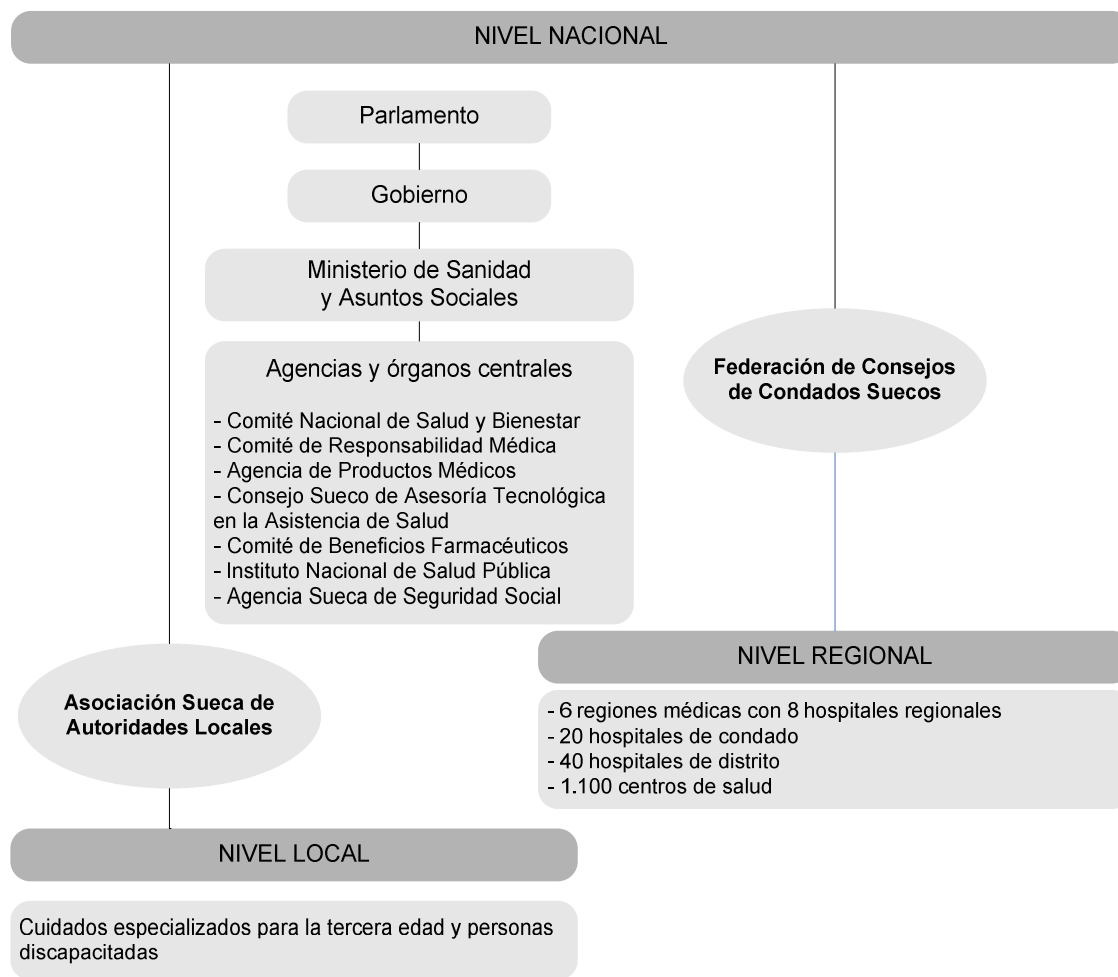 NIVEL NACIONAL
Parlamento
Gobierno
Ministerio de Sanidad
y Asuntos Sociales
Agencias y órganos centrales
- Comité Nacional de Salud y Bienestar
- Comité de Responsabilidad Médica
- Agencia de Productos Médicos
- Consejo Sueco de Asesoría Tecnológica
en la Asistencia de Salud
- Comité de Beneficios Farmacéuticos
- Instituto Nacional de Salud Pública
- Agencia Sueca de Seguridad Social
Federación de Consejos
de Condados Suecos
NIVEL REGIONAL
- 6 regiones médicas con 8 hospitales regionales
- 20 hospitales de condado
- 40 hospitales de distrito
- 1.100 centros de salud
Asociación Sueca de
Autoridades Locales
NIVEL LOCAL
Cuidados especializados para la tercera edad y personas
discapacitadas